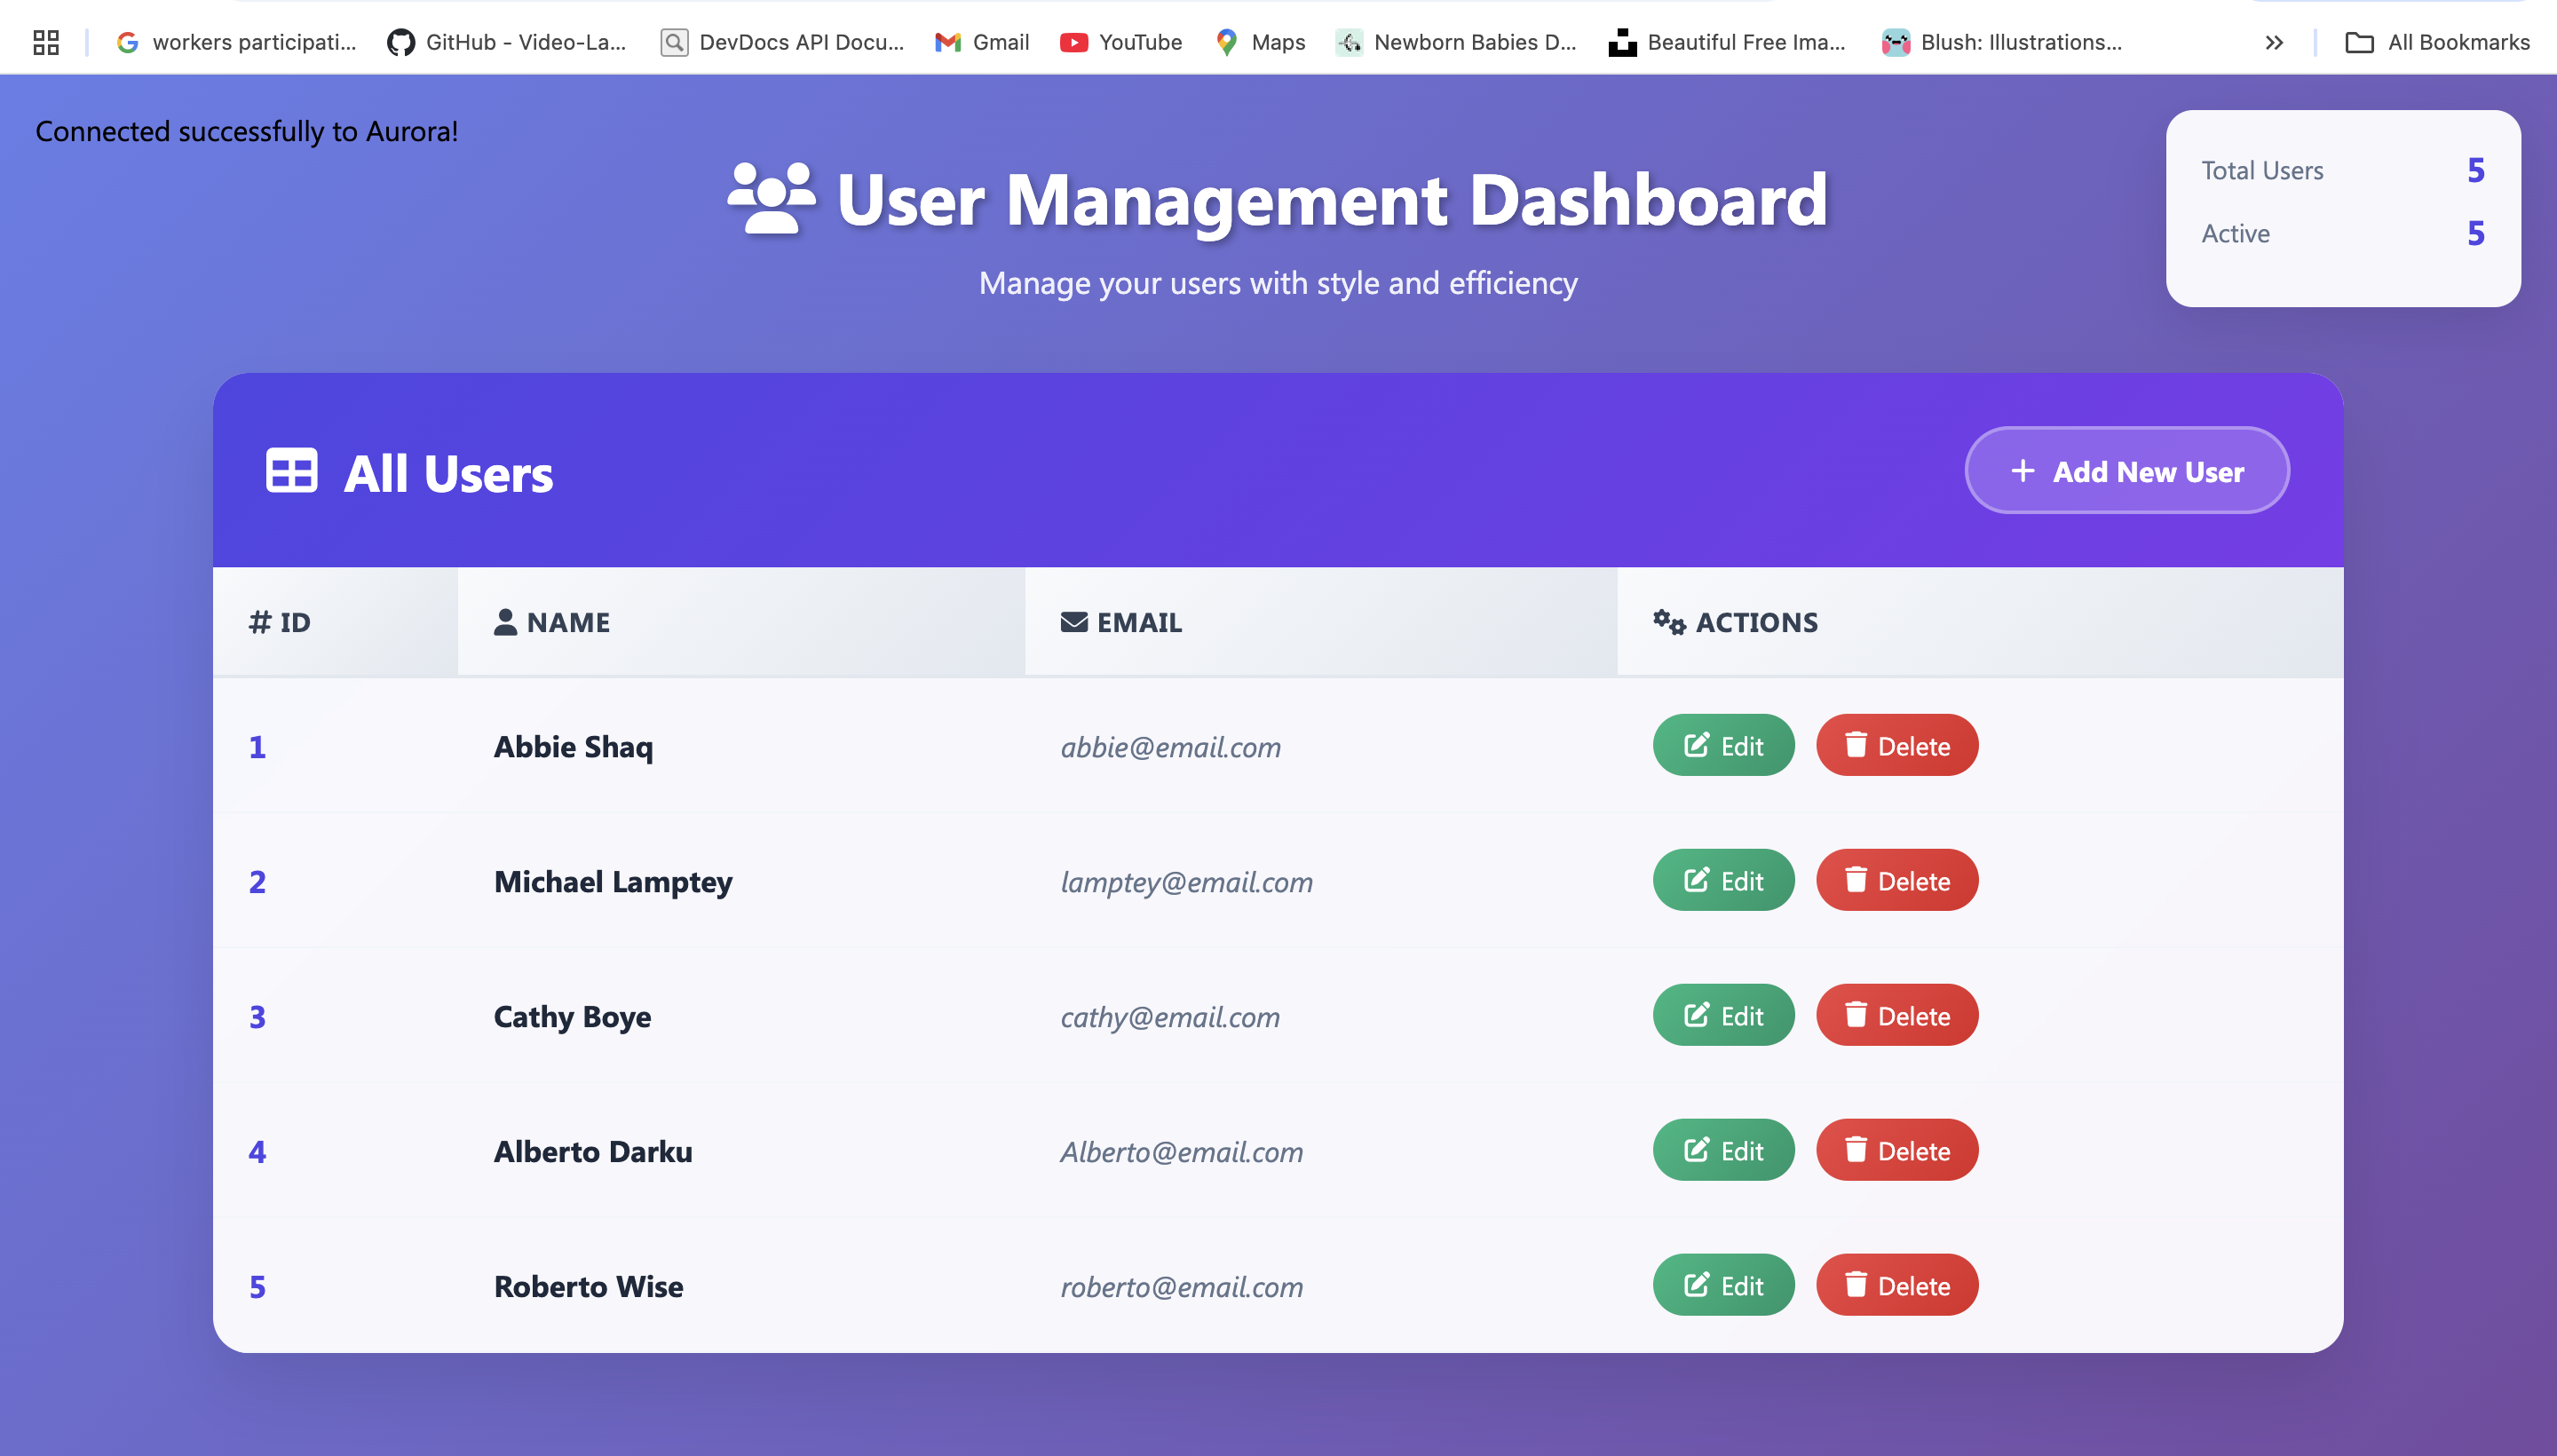 workers participati... GitHub - Video-La... DevDocs API Docu... Gmail YouTube Maps Newborn Babies D... Beautiful Free Ima... Blush: Illustrations... All Bookmarks
Connected successfully to Aurora!
Total Users 5
Active 5
User Management Dashboard
Manage your users with style and efficiency
All Users
+ Add New User
# ID NAME EMAIL ACTIONS
1 Abbie Shaq abbie@email.com Edit Delete
2 Michael Lamptey lamptey@email.com Edit Delete
3 Cathy Boye cathy@email.com Edit Delete
4 Alberto Darku Alberto@email.com Edit Delete
5 Roberto Wise roberto@email.com Edit Delete